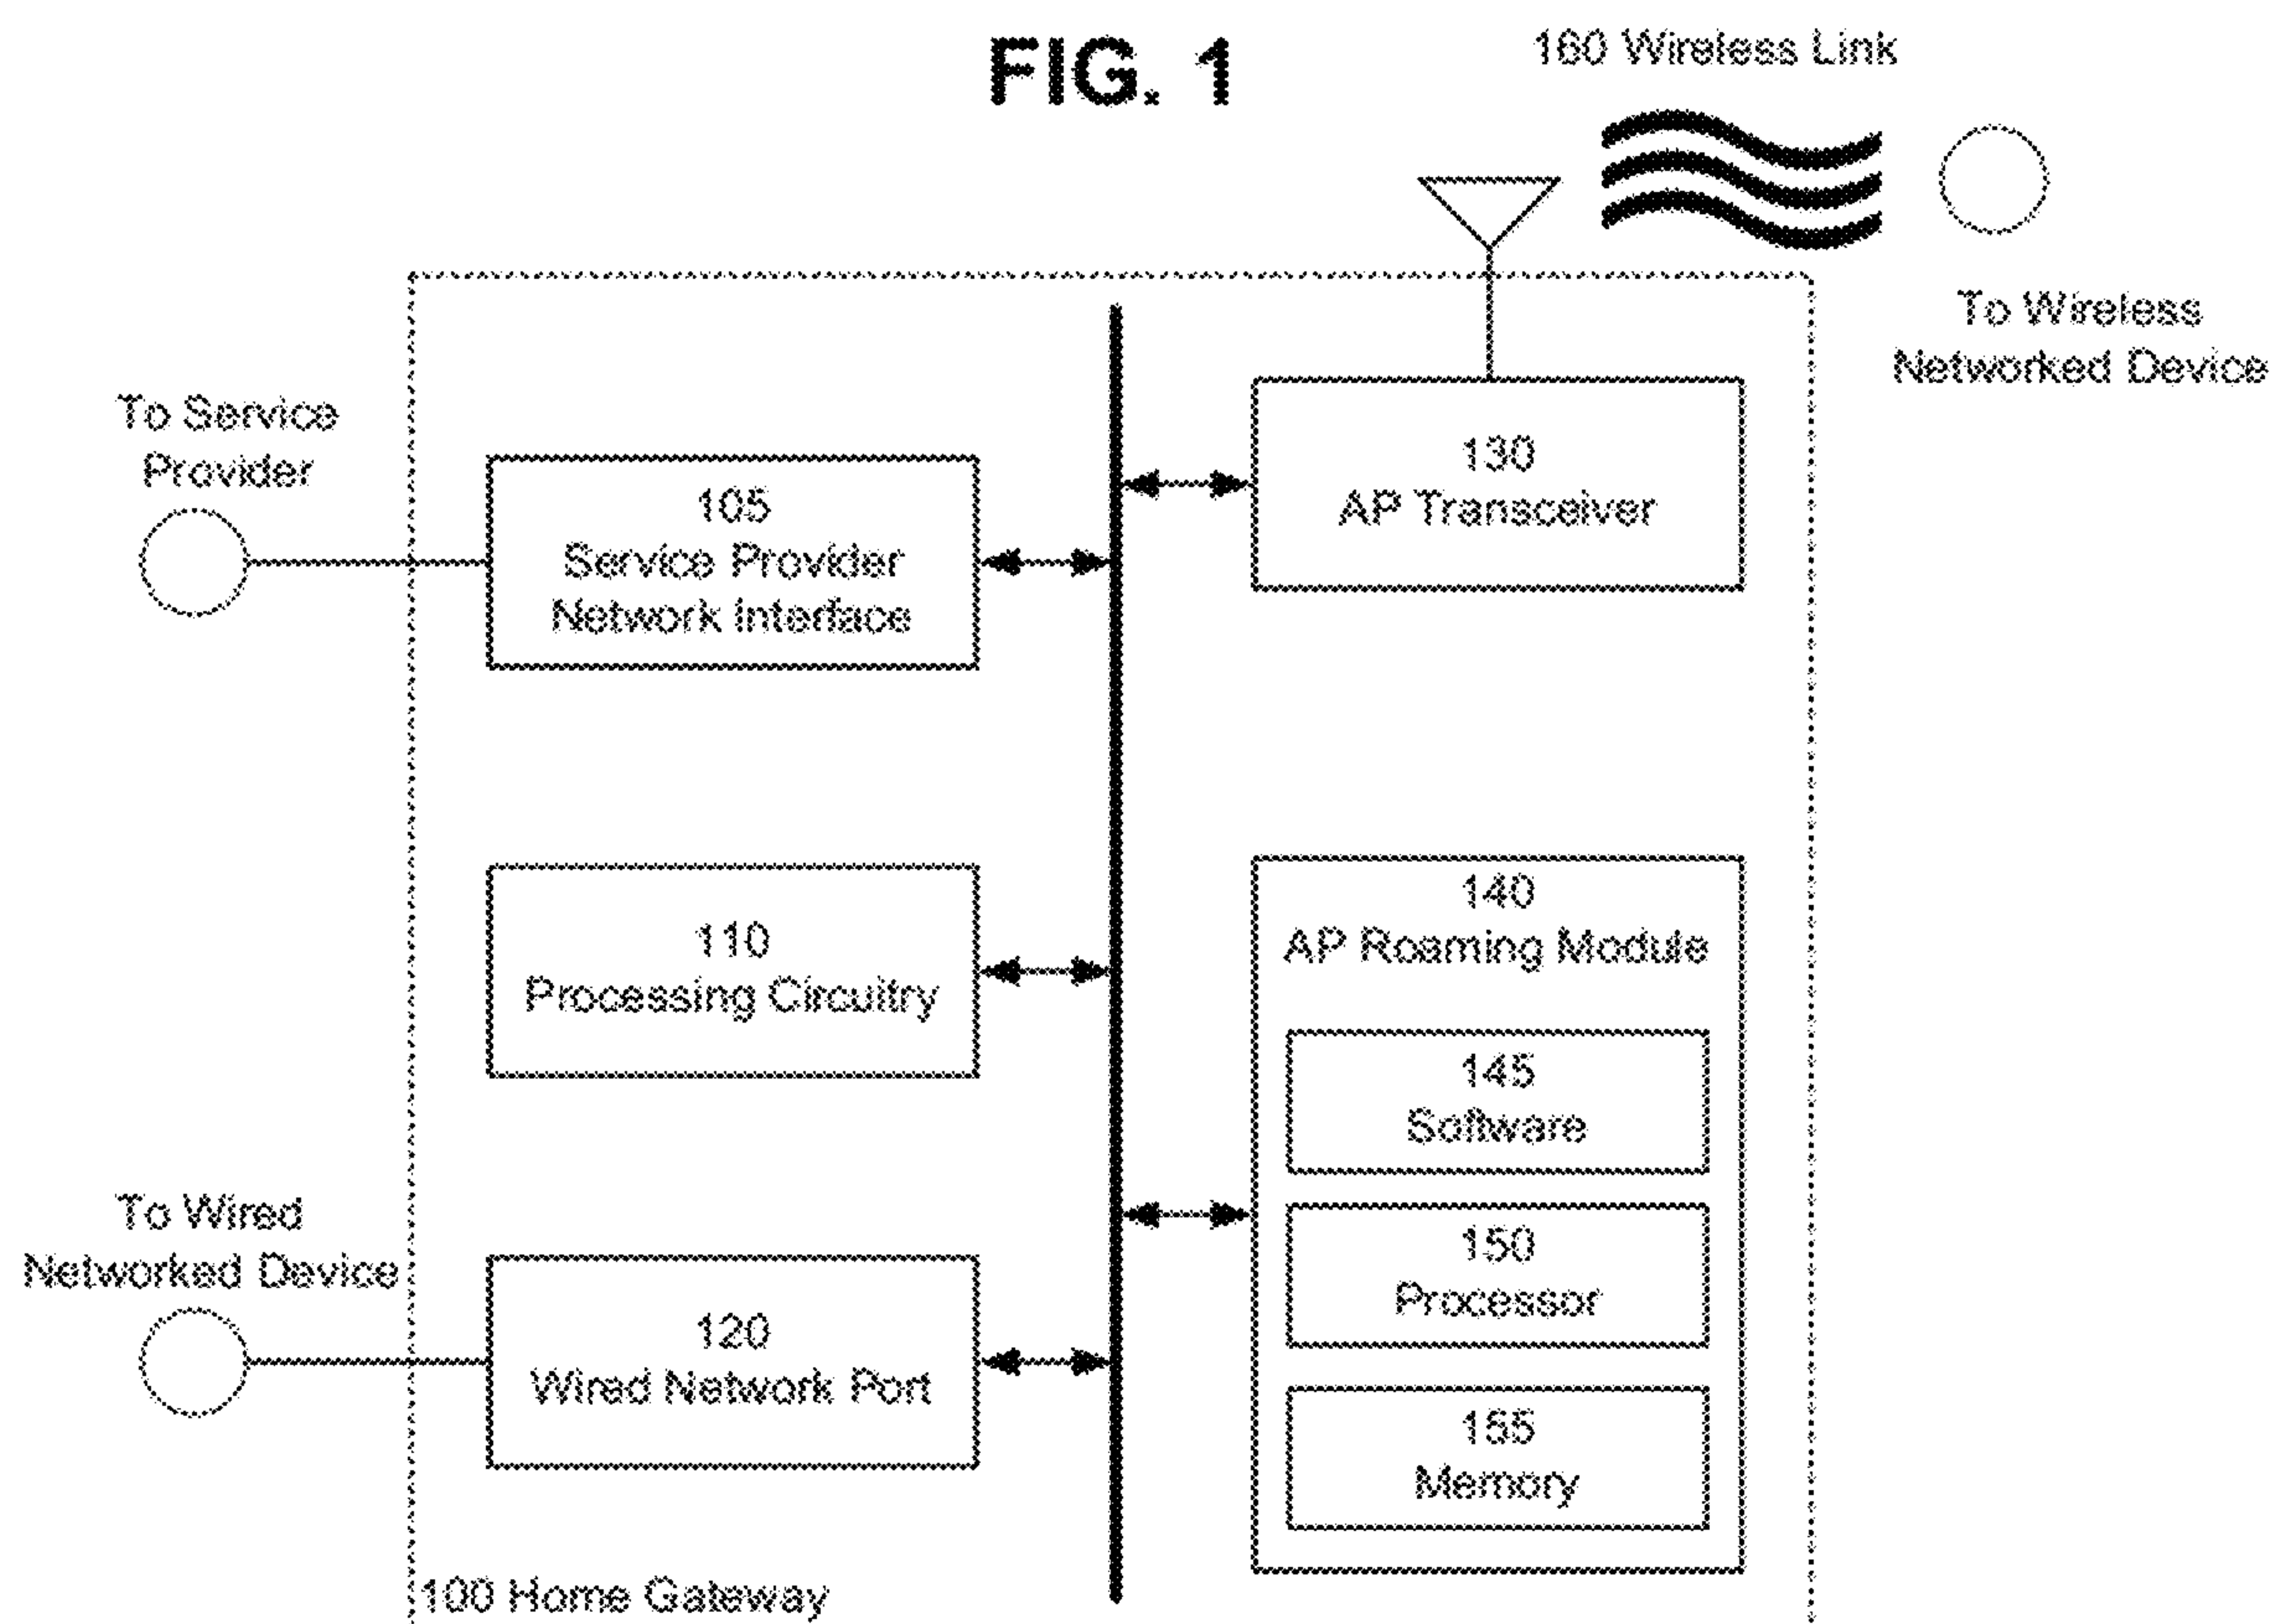 FIG. 1
160 Wireless Link
To Wireless
Networked Device
To Service
Provider
105
Service Provider
Network Interface
130
AP Transceiver
110
Processing Circuitry
140
AP Roaming Module
145
Software
150
Processor
155
Memory
To Wired
Networked Device
120
Wired Network Port
100 Home Gateway